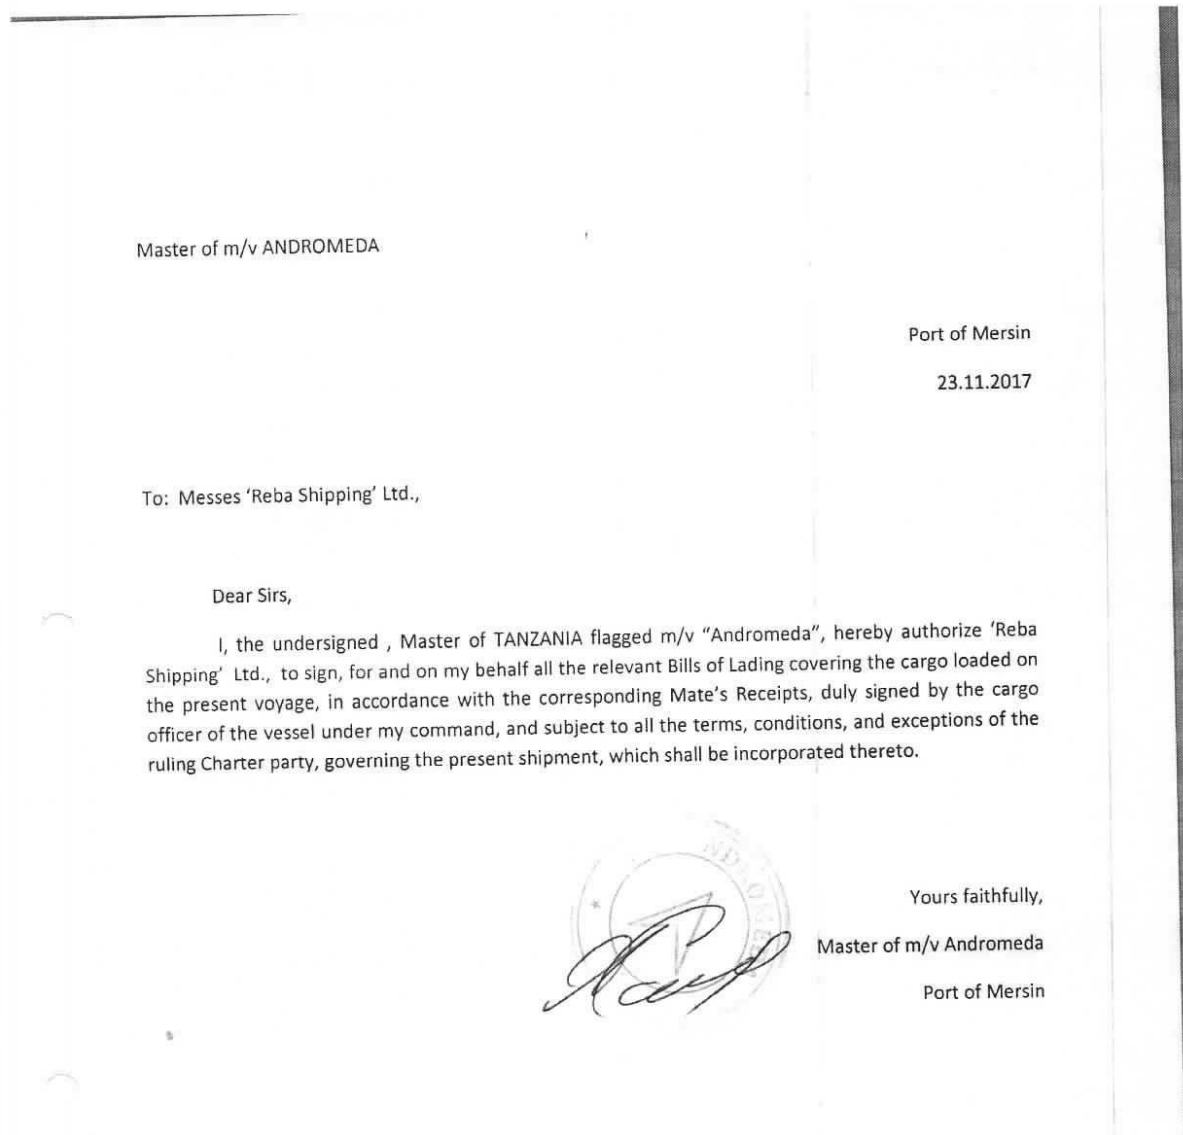 Master of m/v ANDROMEDA
Port of Mersin
23.11.2017
To: Messes ‘Reba Shipping’ Ltd.,
Dear Sirs,
I, the undersigned , Master of TANZANIA flagged m/v “Andromeda”, hereby authorize ‘Reba
Shipping’ Ltd., to sign, for and on my behalf all the relevant Bills of Lading covering the cargo loaded on
the present voyage, in accordance with the corresponding Mate’s Receipts, duly signed by the cargo
officer of the vessel under my command, and subject to all the terms, conditions, and exceptions of the
ruling Charter party, governing the present shipment, which shall be incorporated thereto.
Yours faithfully,
Master of m/v Andromeda
Port of Mersin